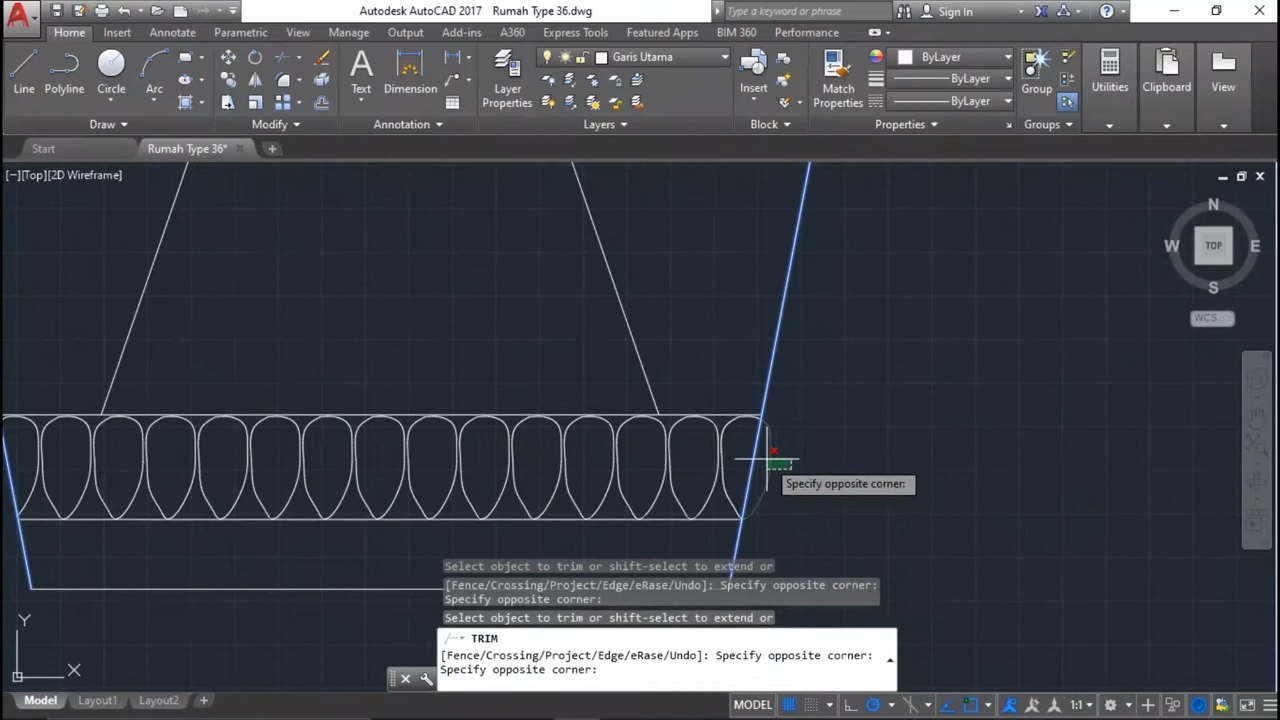 Autodesk AutoCAD 2017 Rumah Type 36.dwg
Type a keyword or phrase
Sign In
Home Insert Annotate Parametric View Manage Output Add-ins A360 Express Tools Featured Apps BIM 360 Performance
Garis Utama
ByLayer
ByLayer
ByLayer
Line Polyline Circle Arc
Text Dimension
Layer
Properties
Insert
Match
Properties
Group
Utilities Clipboard View
Draw Modify Annotation Layers Block Properties Groups
Start Rumah Type 36*
[−][Top][2D Wireframe]
N
W TOP E
S
WCS
Specify opposite corner:
Select object to trim or shift-select to extend or
[Fence/Crossing/Project/Edge/eRase/Undo]: Specify opposite corner:
Specify opposite corner:
Select object to trim or shift-select to extend or
TRIM
[Fence/Crossing/Project/Edge/eRase/Undo]: Specify opposite corner:
Specify opposite corner:
Y
X
Model Layout1 Layout2
MODEL 1:1